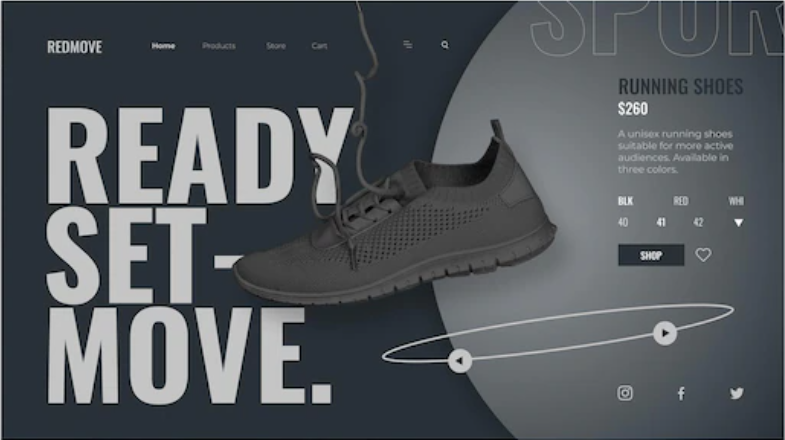 REDMOVE
Home Products Store Cart
SPOR
READY
SET-
MOVE.
RUNNING SHOES
$260
A unisex running shoes
suitable for more active
audiences. Available in
three colors.
BLK RED WHI
40 41 42
SHOP